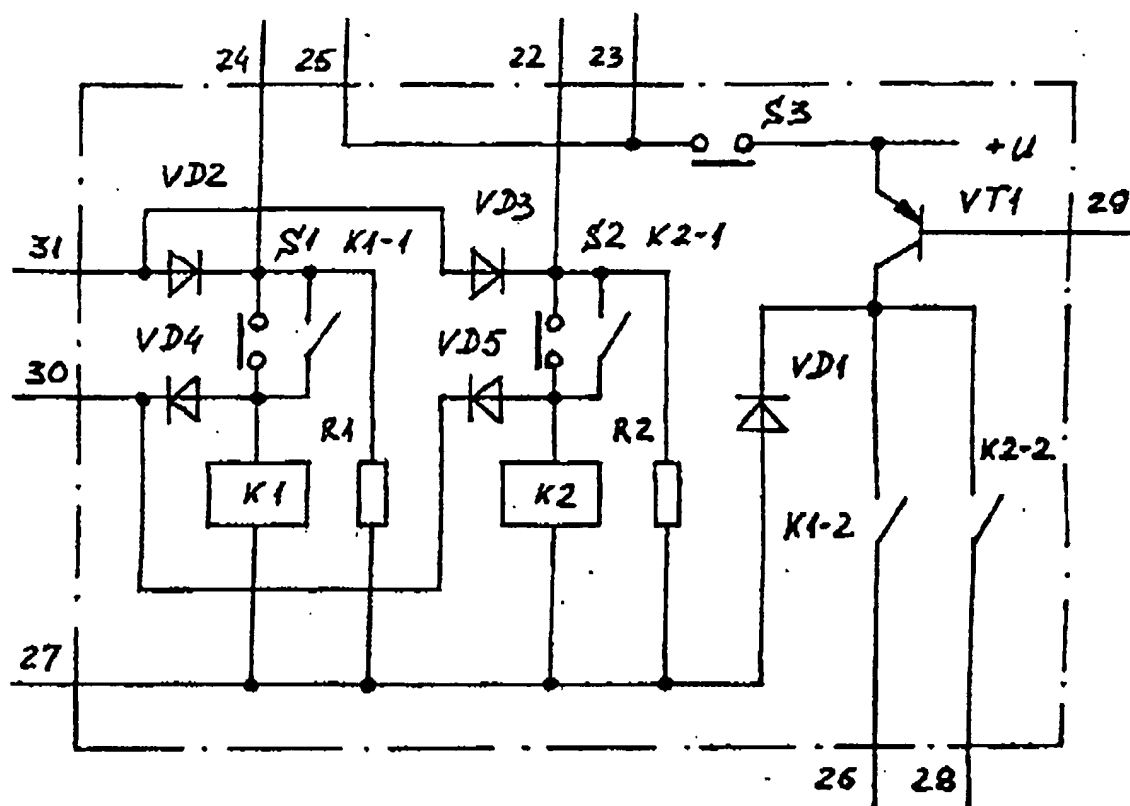 24 25 22 23
S3
+U
VD2
VD3
VT1
29
31
S1 K1-1
S2 K2-1
VD4
VD5
VD1
30
R1
R2
K2-2
K1
K2
K1-2
27
26 28